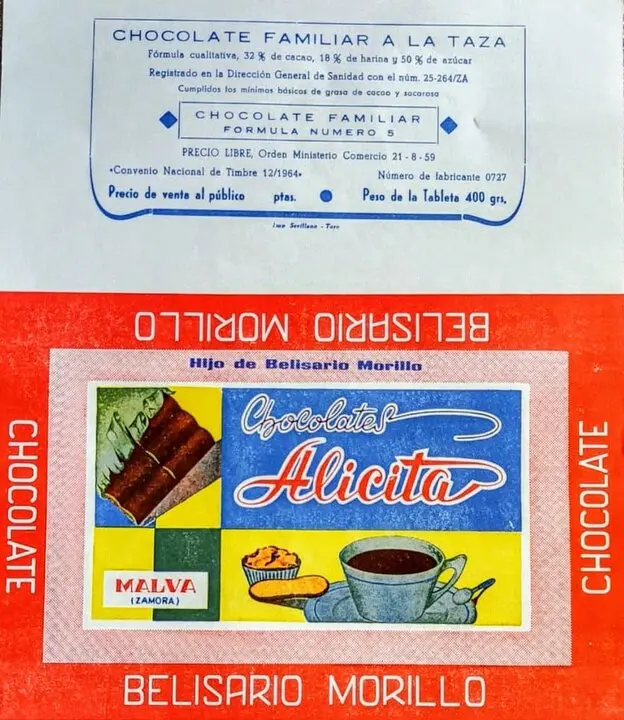 CHOCOLATE FAMILIAR A LA TAZA
Fórmula cualitativa, 32 % de cacao, 18 % de harina y 50 % de azúcar
Registrado en la Dirección General de Sanidad con el núm. 25-264/ZA
Cumplidos los mínimos básicos de grasa de cacao y sacarosa
CHOCOLATE FAMILIAR
FORMULA NUMERO 5
PRECIO LIBRE, Orden Ministerio Comercio 21 - 8 - 59
«Convenio Nacional de Timbre 12/1964» Número de fabricante 0727
Precio de venta al público ptas. Peso de la Tableta 400 grs.
Imp Sevillano - Toro
BELISARIO MORILLO
Hijo de Belisario Morillo
CHOCOLATE
Chocolates
Alicita
MALVA
(ZAMORA)
CHOCOLATE
BELISARIO MORILLO